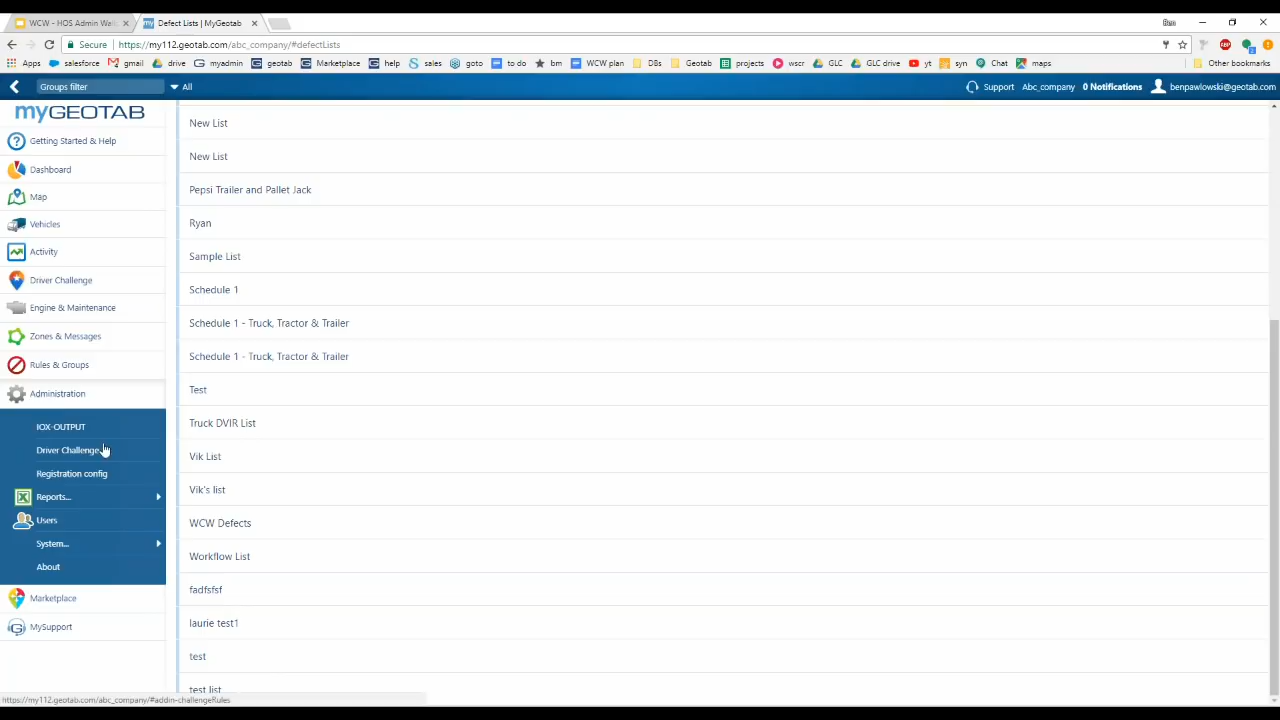 WCW - HOS Admin Wal
Defect Lists | MyGeotab
Ben
Secure
https://my112.geotab.com/abc_company/#defectLists
Apps salesforce gmail drive myadmin geotab Marketplace help sales goto to do bm WCW plan DBs Geotab projects wscr GLC GLC drive yt syn Chat maps Other bookmarks
Groups filter All Support Abc_company 0 Notifications benpawlowski@geotab.com
myGEOTAB
Getting Started & Help
Dashboard
Map
Vehicles
Activity
Driver Challenge
Engine & Maintenance
Zones & Messages
Rules & Groups
Administration
IOX-OUTPUT
Driver Challenge
Registration config
Reports...
Users
System...
About
Marketplace
MySupport
New List
New List
Pepsi Trailer and Pallet Jack
Ryan
Sample List
Schedule 1
Schedule 1 - Truck, Tractor & Trailer
Schedule 1 - Truck, Tractor & Trailer
Test
Truck DVIR List
Vik List
Vik's list
WCW Defects
Workflow List
fadfsfsf
laurie test1
test
test list
https://my112.geotab.com/abc_company/#addin-challengeRules